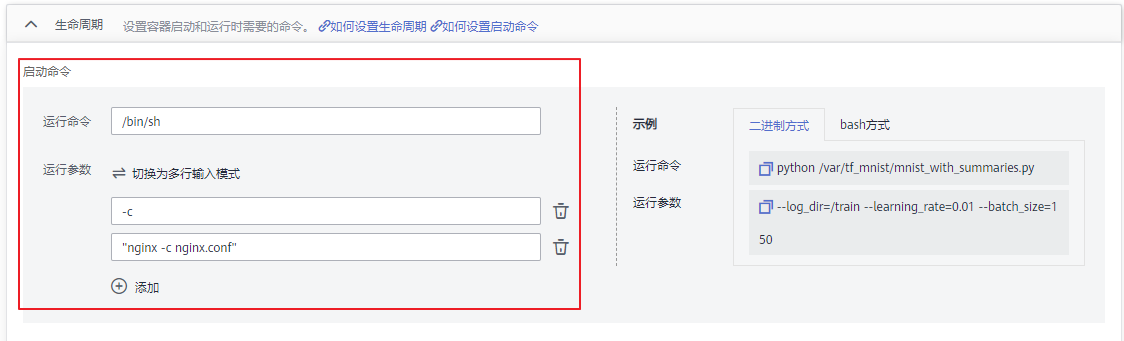 生命周期 设置容器启动和运行时需要的命令。 如何设置生命周期 如何设置启动命令
启动命令
运行命令 /bin/sh
运行参数 切换为多行输入模式
-c
"nginx -c nginx.conf"
添加
示例 二进制方式 bash方式
运行命令 python /var/tf_mnist/mnist_with_summaries.py
运行参数 --log_dir=/train --learning_rate=0.01 --batch_size=1
50